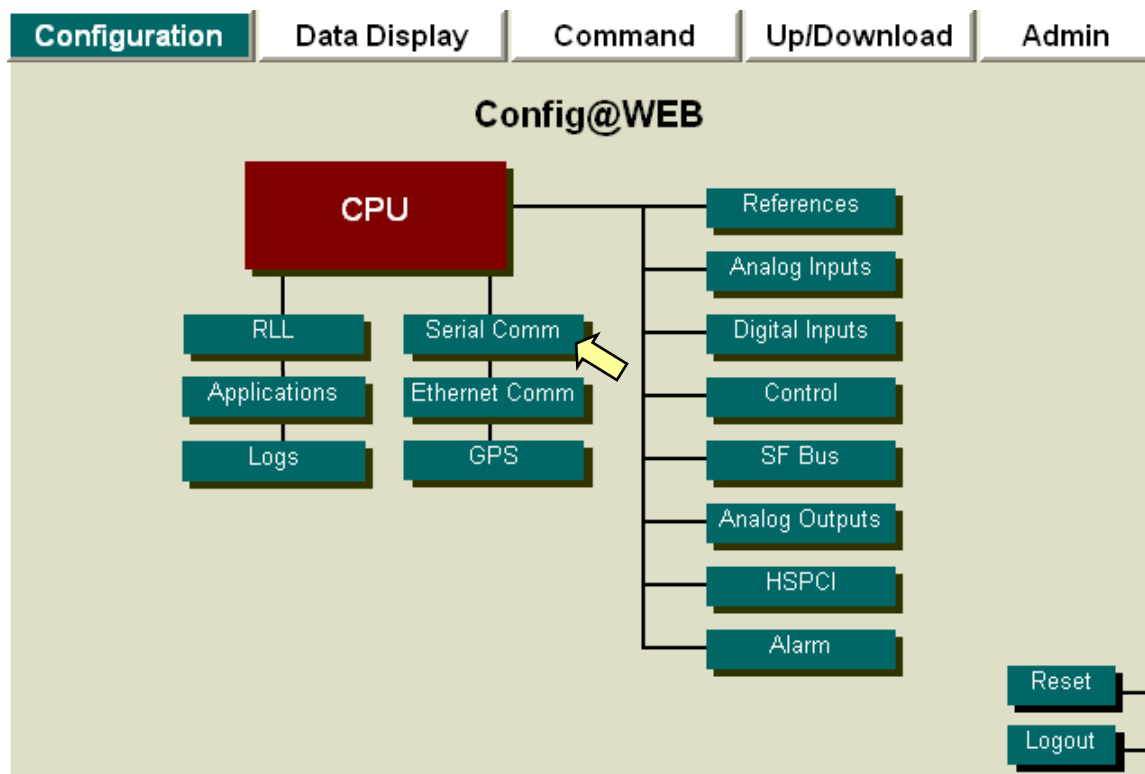 Configuration Data Display Command Up/Download Admin
Config@WEB
CPU
RLL
Applications
Logs
Serial Comm
Ethernet Comm
GPS
References
Analog Inputs
Digital Inputs
Control
SF Bus
Analog Outputs
HSPCI
Alarm
Reset
Logout